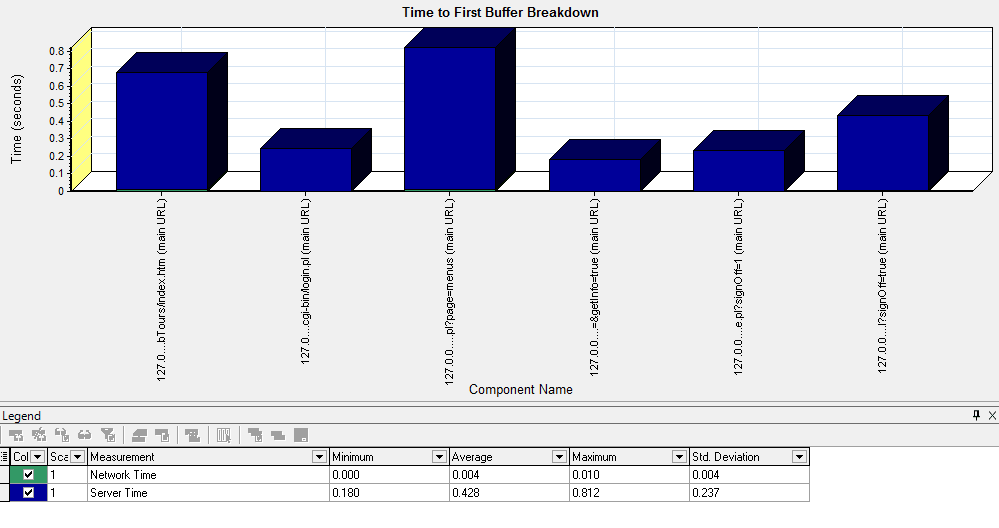 Time to First Buffer Breakdown
Time (seconds)
0.8
0.7
0.6
0.5
0.4
0.3
0.2
0.1
0
127.0....bTours/index.htm (main URL)
127.0....cgi-bin/login.pl (main URL)
127.0.0.....pl?page=menus (main URL)
127.0.0....=&getInfo=true (main URL)
127.0.0....e.pl?signOff=1 (main URL)
127.0.0....l?signOff=true (main URL)
Component Name
Legend
Col Sca Measurement Minimum Average Maximum Std. Deviation
1 Network Time 0.000 0.004 0.010 0.004
1 Server Time 0.180 0.428 0.812 0.237